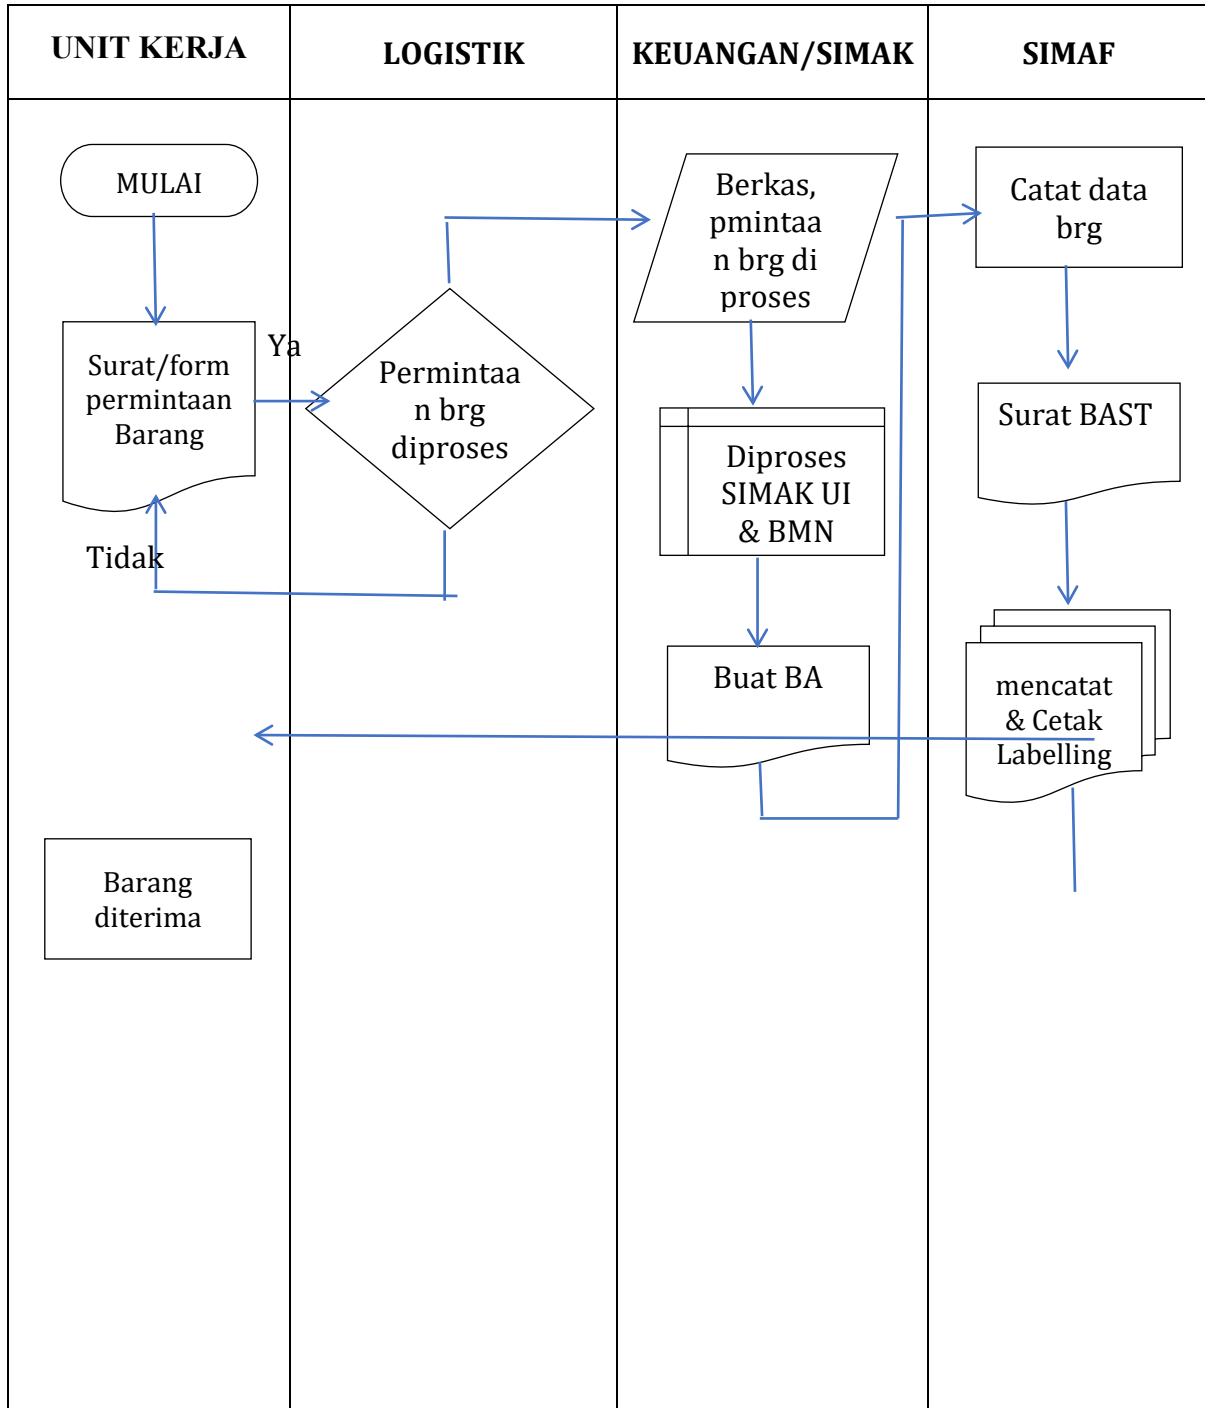 UNIT KERJA
LOGISTIK
KEUANGAN/SIMAK
SIMAF
MULAI
Surat/form
permintaan
Barang
Ya
Tidak
Barang
diterima
Permintaa
n brg
diproses
Berkas,
pmintaa
n brg di
proses
Diproses
SIMAK UI
& BMN
Buat BA
Catat data
brg
Surat BAST
mencatat
& Cetak
Labelling